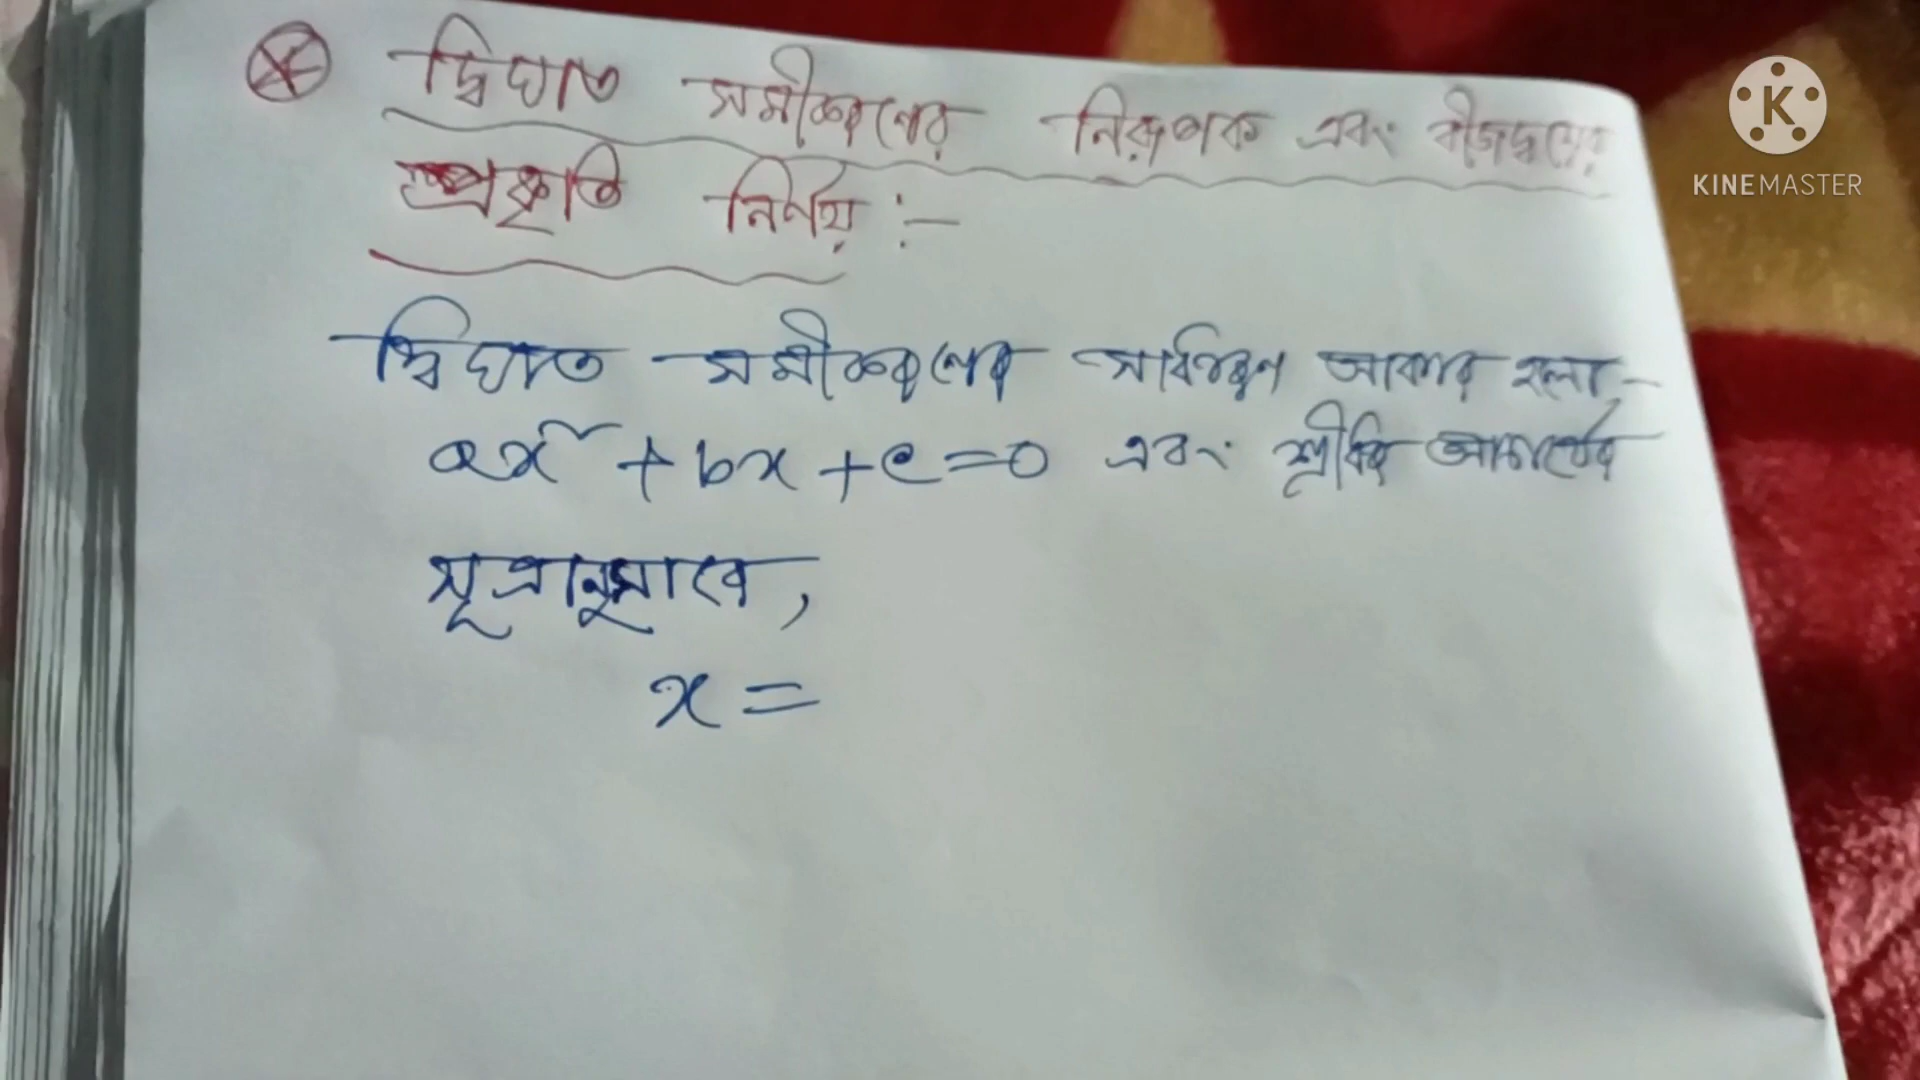 দ্বিঘাত সমীকরণের নিরূপক এবং বীজদ্বয়ের
প্রকৃতি নির্ণয় :-
দ্বিঘাত সমীকরণের সাধারণ আকার হলো -
ax² + bx + c = 0 এবং শ্রীধর আচার্যের
সূত্রানুসারে,
x =
K
KINEMASTER